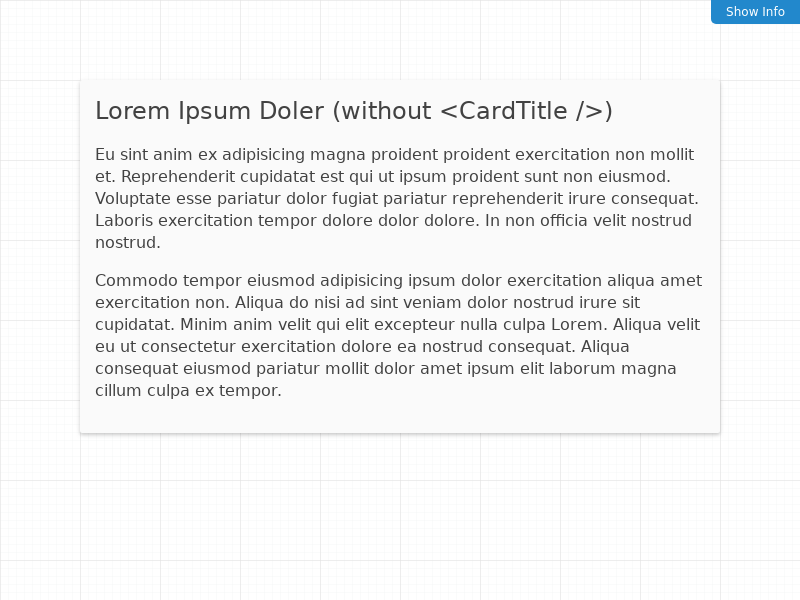 Show Info
Lorem Ipsum Doler (without <CardTitle />)
Eu sint anim ex adipisicing magna proident proident exercitation non mollit
et. Reprehenderit cupidatat est qui ut ipsum proident sunt non eiusmod.
Voluptate esse pariatur dolor fugiat pariatur reprehenderit irure consequat.
Laboris exercitation tempor dolore dolor dolore. In non officia velit nostrud
nostrud.
Commodo tempor eiusmod adipisicing ipsum dolor exercitation aliqua amet
exercitation non. Aliqua do nisi ad sint veniam dolor nostrud irure sit
cupidatat. Minim anim velit qui elit excepteur nulla culpa Lorem. Aliqua velit
eu ut consectetur exercitation dolore ea nostrud consequat. Aliqua
consequat eiusmod pariatur mollit dolor amet ipsum elit laborum magna
cillum culpa ex tempor.